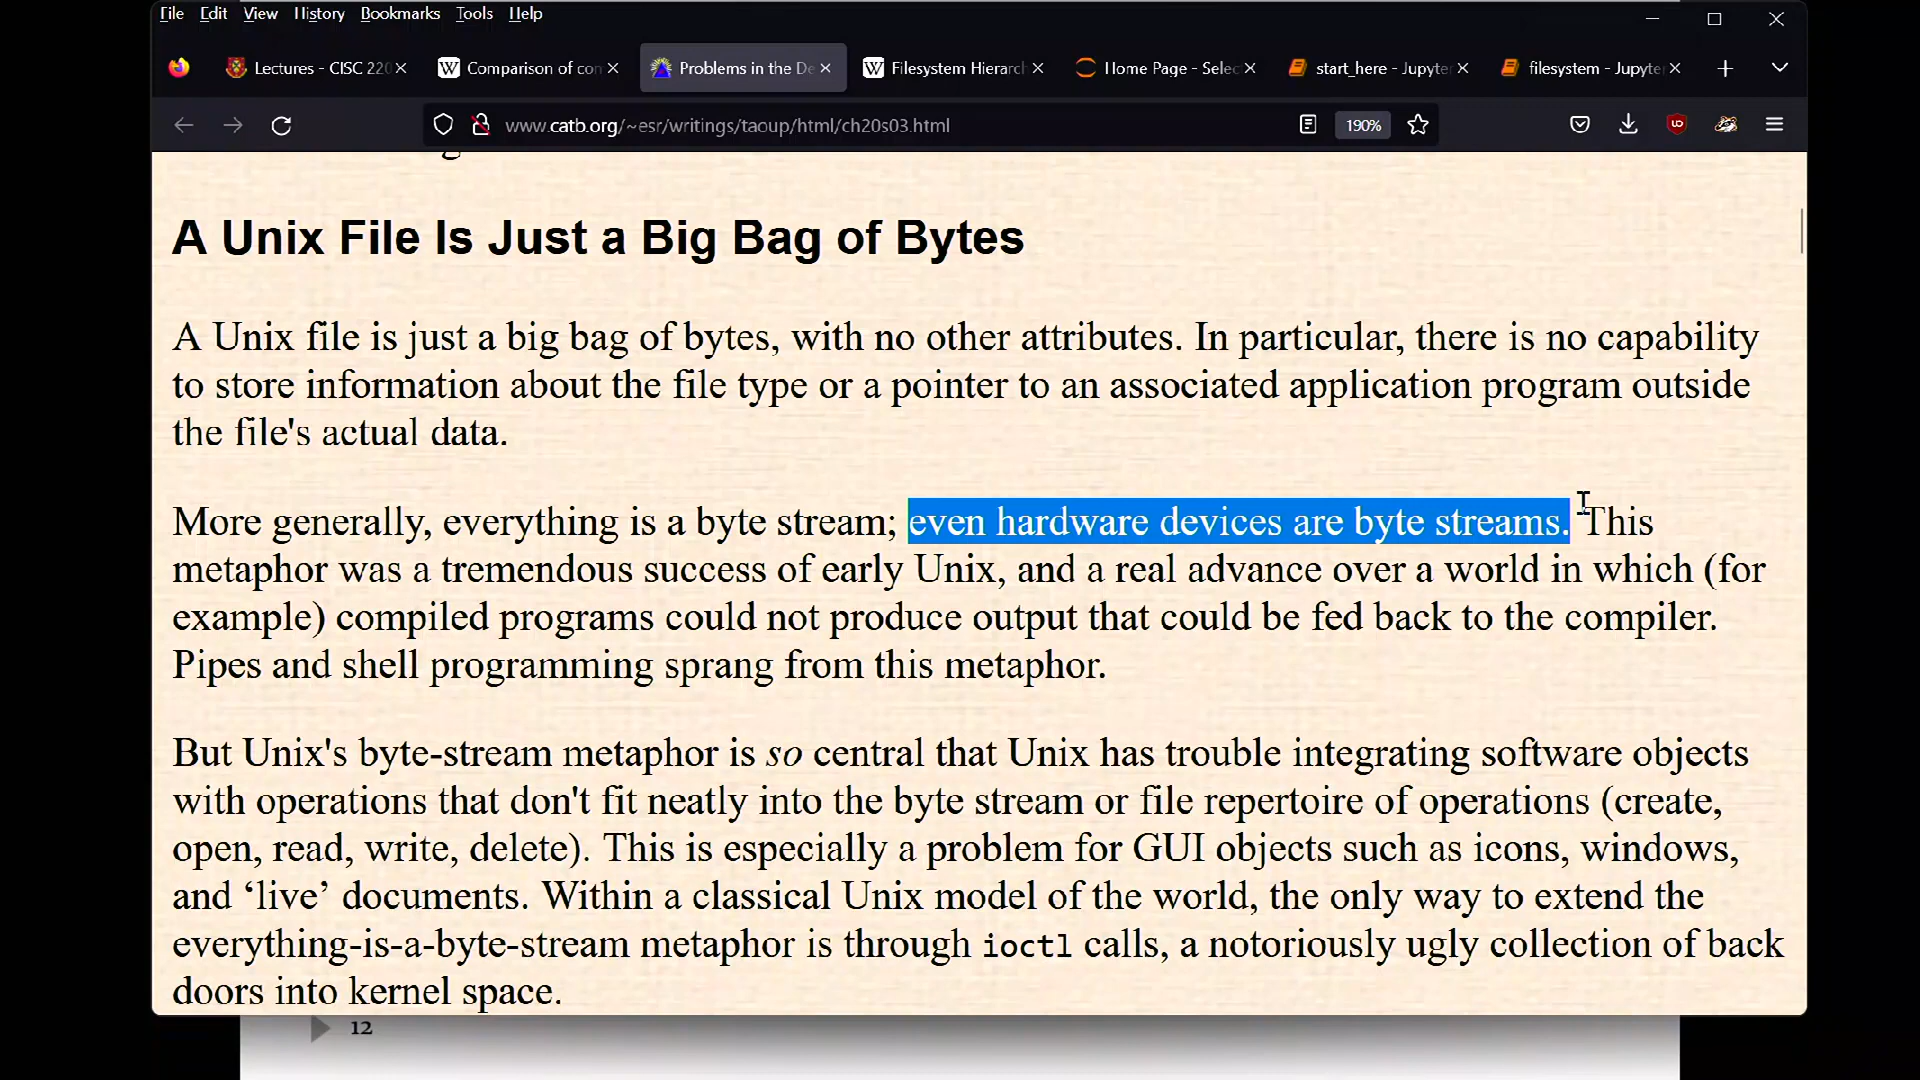 File Edit View History Bookmarks Tools Help
Lectures - CISC 220
Comparison of con
Problems in the De
Filesystem Hierarch
Home Page - Selec
start_here - Jupyter
filesystem - Jupyter
www.catb.org/~esr/writings/taoup/html/ch20s03.html
190%
A Unix File Is Just a Big Bag of Bytes
A Unix file is just a big bag of bytes, with no other attributes. In particular, there is no capability
to store information about the file type or a pointer to an associated application program outside
the file's actual data.
More generally, everything is a byte stream; even hardware devices are byte streams. This
metaphor was a tremendous success of early Unix, and a real advance over a world in which (for
example) compiled programs could not produce output that could be fed back to the compiler.
Pipes and shell programming sprang from this metaphor.
But Unix's byte-stream metaphor is so central that Unix has trouble integrating software objects
with operations that don't fit neatly into the byte stream or file repertoire of operations (create,
open, read, write, delete). This is especially a problem for GUI objects such as icons, windows,
and ‘live’ documents. Within a classical Unix model of the world, the only way to extend the
everything-is-a-byte-stream metaphor is through ioctl calls, a notoriously ugly collection of back
doors into kernel space.
12